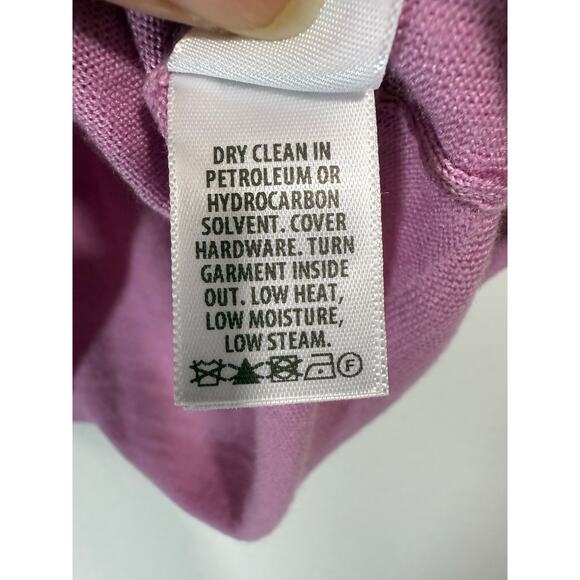 DRY CLEAN IN
PETROLEUM OR
HYDROCARBON
SOLVENT. COVER
HARDWARE. TURN
GARMENT INSIDE
OUT. LOW HEAT,
LOW MOISTURE,
LOW STEAM.
F